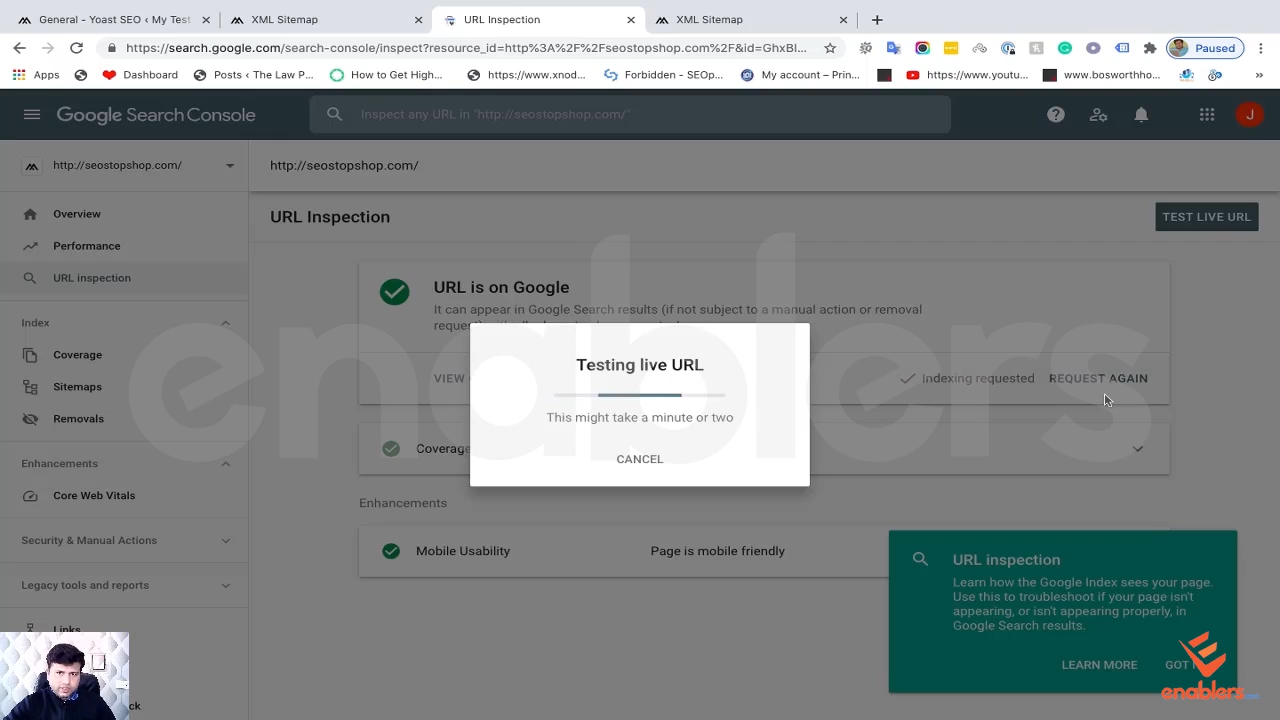 General - Yoast SEO ‹ My Test
XML Sitemap
URL Inspection
XML Sitemap
https://search.google.com/search-console/inspect?resource_id=http%3A%2F%2Fseostopshop.com%2F&id=GhxBl...
Paused
Apps
Dashboard
Posts ‹ The Law P...
How to Get High...
https://www.xnod...
Forbidden - SEOp...
My account – Prin...
https://www.youtu...
www.bosworthho...
Google Search Console
Inspect any URL in "http://seostopshop.com/"
J
http://seostopshop.com/
http://seostopshop.com/
Overview
Performance
URL inspection
Index
Coverage
Sitemaps
Removals
Enhancements
Core Web Vitals
Security & Manual Actions
Legacy tools and reports
Links
URL Inspection
TEST LIVE URL
URL is on Google
It can appear in Google Search results (if not subject to a manual action or removal
VIEW
Indexing requested
REQUEST AGAIN
Coverage
Enhancements
Mobile Usability
Page is mobile friendly
Testing live URL
This might take a minute or two
CANCEL
URL inspection
Learn how the Google Index sees your page.
Use this to troubleshoot if your page isn't
appearing, or isn't appearing properly, in
Google Search results.
LEARN MORE
GOT
enablers
enablers.com